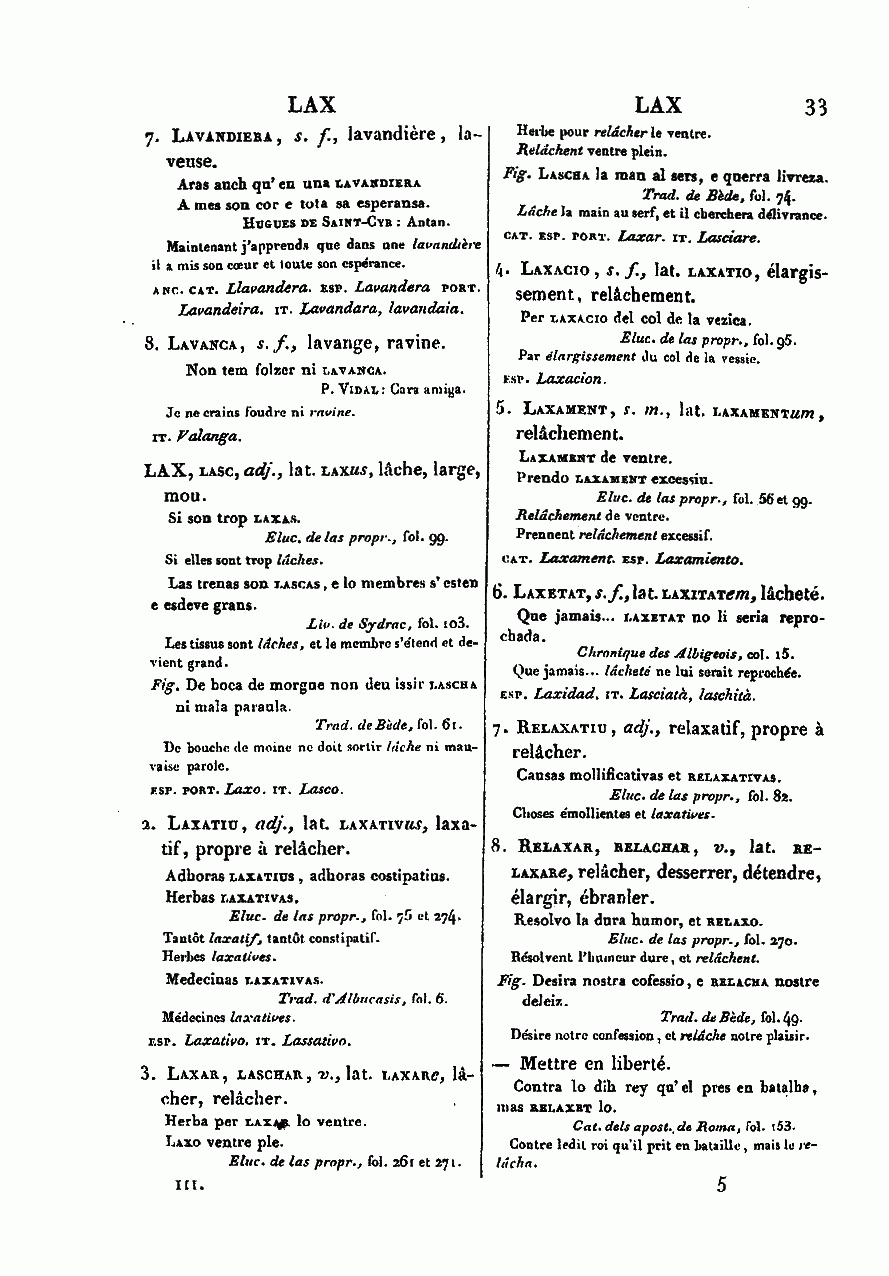 LAX
LAX 33
7. LAVANDIERA, s. f., lavandière, la-
veuse.
Aras auch qu'en una LAVANDIERA
A mes son cor e tota sa esperansa.
HUGUES DE SAINT-CYR : Antan.
Maintenant j'apprends que dans une lavandière
il a mis son cœur et toute son espérance.
ANC. CAT. Llavandera. ESP. Lavandera PORT.
Lavandeira. IT. Lavandara, lavandaia.
8. LAVANCA, s. f., lavange, ravine.
Non tem folzer ni LAVANCA.
P. VIDAL : Cara amiga.
Je ne crains foudre ni ravine.
IT. Valanga.
LAX, LASC, adj., lat. LAXus, lâche, large,
mou.
Si son trop LAXAS.
Eluc. de las propr., fol. 99.
Si elles sont trop lâches.
Las trenas son LASCAS, e lo membres s'esten
e esdeve grans.
Liv. de Sydrac, fol. 103.
Les tissus sont lâches, et le membre s'étend et de-
vient grand.
Fig. De boca de morgue non deu issir LASCHA
ni mala paraula.
Trad. de Bède, fol. 61.
De bouche de moine ne doit sortir lâche ni mau-
vaise parole.
ESP. PORT. Laxo. IT. Lasco.
2. LAXATIU, adj., lat. LAXATIVus, laxa-
tif, propre à relâcher.
Adhoras LAXATIUS, adhoras costipatius.
Herbas LAXATIVAS.
Eluc. de las propr., fol. 75 et 274.
Tantôt laxatif, tantôt constipatif.
Herbes laxatives.
Medecinas LAXATIVAS.
Trad. d'Albucasis, fol. 6.
Médecines laxatives.
ESP. Laxativo. IT. Lassativo.
3. LAXAR, LASCHAR, v., lat. LAXARe, lâ-
cher, relâcher.
Herba per LAXAR lo ventre.
LAXO ventre ple.
Eluc. de las propr., fol. 261 et 271.
III.
Herbe pour relâcher le ventre.
Relâchent ventre plein.
Fig. LASCHA la man al sers, e querra livreza.
Trad. de Bède, fol. 74.
Lâche la main au serf, et il cherchera délivrance.
CAT. ESP. PORT. Laxar. IT. Lasciare.
4. LAXACIO, s. f., lat. LAXATIO, élargis-
sement, relâchement.
Per LAXACIO del col de la vezica.
Eluc. de las propr., fol. 95.
Par élargissement du col de la vessie.
ESP. Laxacion.
5. LAXAMENT, s. m., lat. LAXAMENTum,
relâchement.
LAXAMENT de ventre.
Prendo LAXAMENT excessiu.
Eluc. de las propr., fol. 56 et 99.
Relâchement de ventre.
Prennent relâchement excessif.
CAT. Laxament. ESP. Laxamiento.
6. LAXETAT, s. f., lat. LAXITATem, lâcheté.
Que jamais... LAXETAT no li seria repro-
chada.
Chronique des Albigeois, col. 15.
Que jamais... lâcheté ne lui serait reprochée.
ESP. Laxidad. IT. Lasciatà, laschità.
7. RELAXATIU, adj., relaxatif, propre à
relâcher.
Causas mollificativas et RELAXATIVAS.
Eluc. de las propr., fol. 82.
Choses émollientes et laxatives.
8. RELAXAR, RELACHAR, v., lat. RE-
LAXARe, relâcher, desserrer, détendre,
élargir, ébranler.
Resolvo la dura humor, et RELAXO.
Eluc. de las propr., fol. 270.
Résolvent l'humeur dure, et relâchent.
Fig. Desira nostra cofessio, e RELACHA nostre
deleiz.
Trad. de Bède, fol. 49.
Désire notre confession, et relâche notre plaisir.
— Mettre en liberté.
Contra lo dih rey qu'el pres en batalha,
mas RELAXET lo.
Cat. dels apost. de Roma, fol. 153.
Contre ledit roi qu'il prit en bataille, mais le re-
lâcha.
5